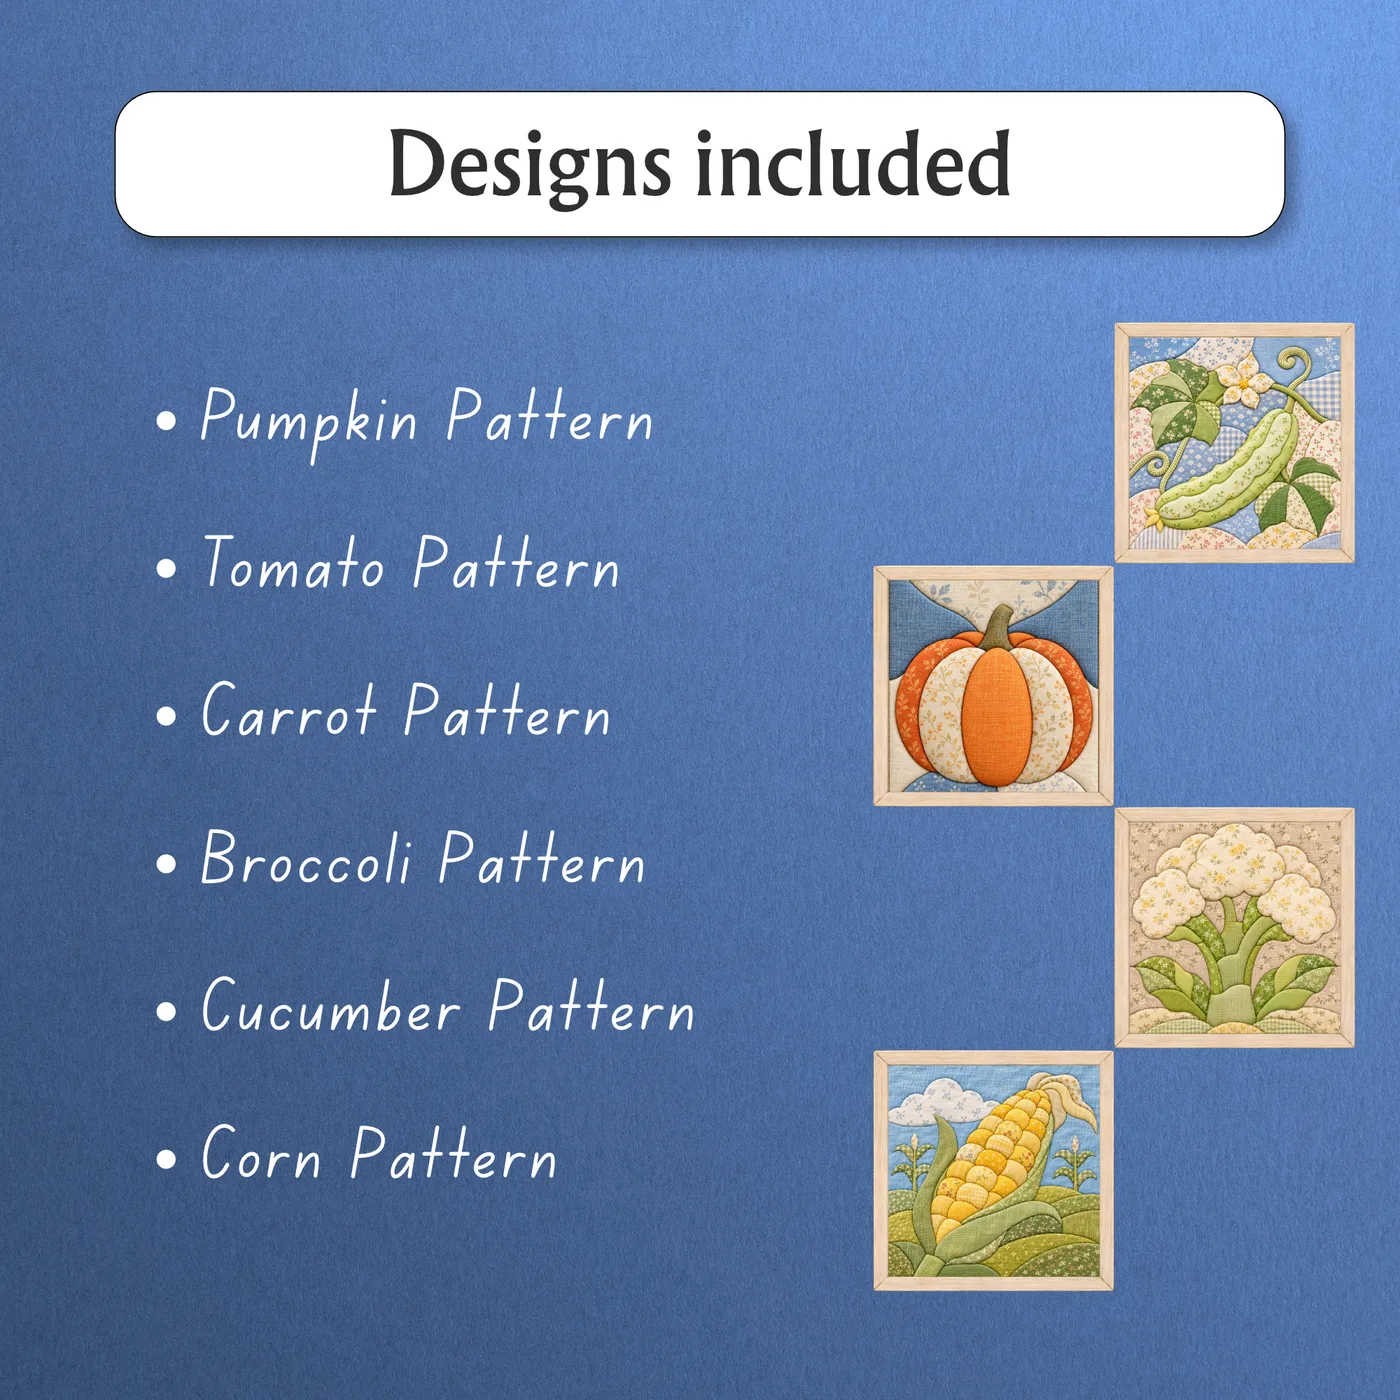 Designs included
• Pumpkin Pattern
• Tomato Pattern
• Carrot Pattern
• Broccoli Pattern
• Cucumber Pattern
• Corn Pattern